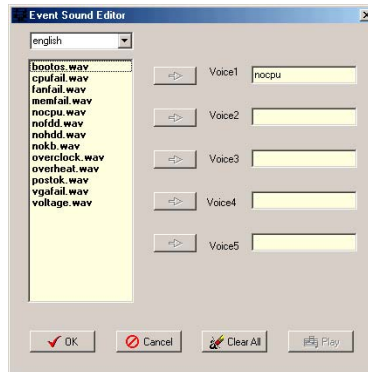 Event Sound Editor
english
bootos.wav
cpufail.wav
fanfail.wav
memfail.wav
nocpu.wav
nofdd.wav
nohdd.wav
nokb.wav
overclock.wav
overheat.wav
postok.wav
vgafail.wav
voltage.wav
Voice1 nocpu
Voice2
Voice3
Voice4
Voice5
OK Cancel Clear All Play